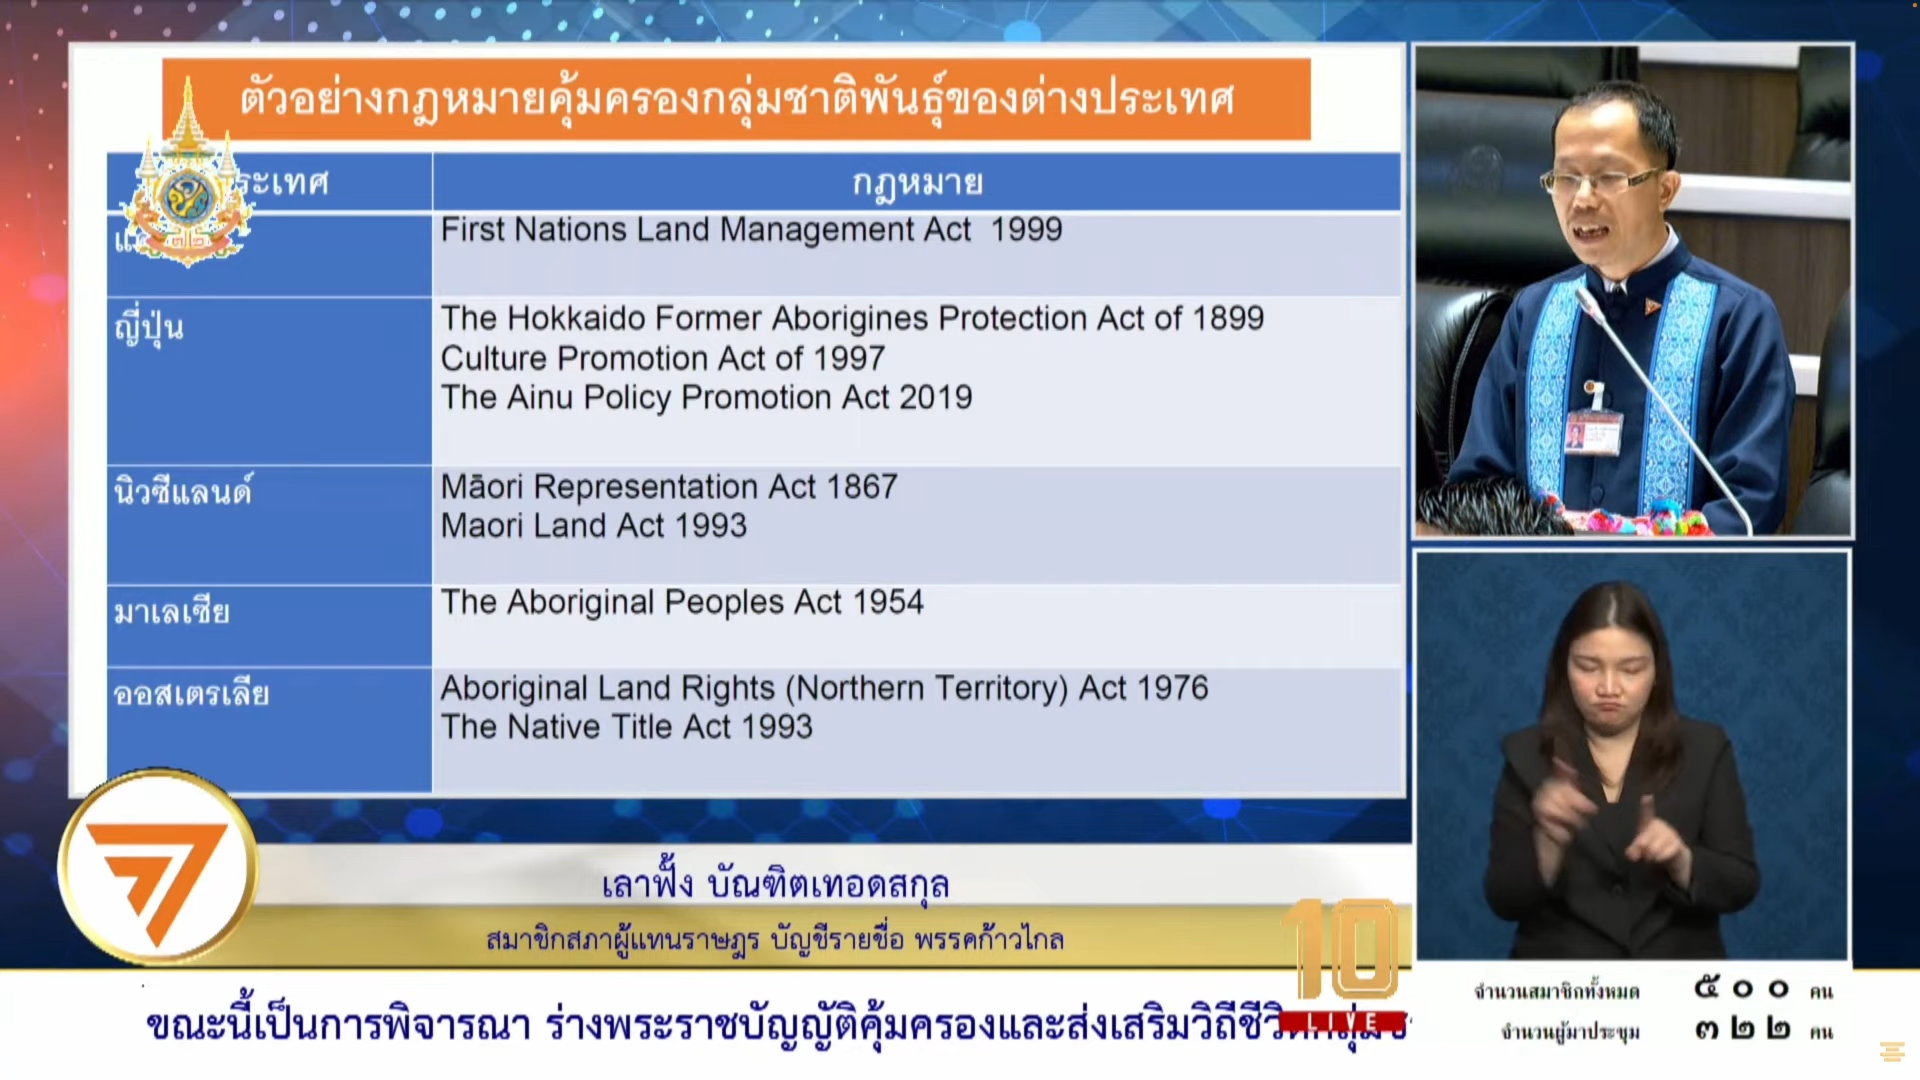 ตัวอย่างกฎหมายคุ้มครองกลุ่มชาติพันธุ์ของต่างประเทศ
ระเทศ
กฎหมาย
First Nations Land Management Act 1999
ญี่ปุ่น
The Hokkaido Former Aborigines Protection Act of 1899
Culture Promotion Act of 1997
The Ainu Policy Promotion Act 2019
นิวซีแลนด์
Māori Representation Act 1867
Maori Land Act 1993
มาเลเซีย
The Aboriginal Peoples Act 1954
ออสเตรเลีย
Aboriginal Land Rights (Northern Territory) Act 1976
The Native Title Act 1993
เลาฟั้ง บัณฑิตเทอดสกุล
สมาชิกสภาผู้แทนราษฎร บัญชีรายชื่อ พรรคก้าวไกล
10
LIVE
ขณะนี้เป็นการพิจารณา ร่างพระราชบัญญัติคุ้มครองและส่งเสริมวิถีชีวิตกลุ่ม
จำนวนสมาชิกทั้งหมด ๕๐๐ คน
จำนวนผู้มาประชุม ๓๒๒ คน